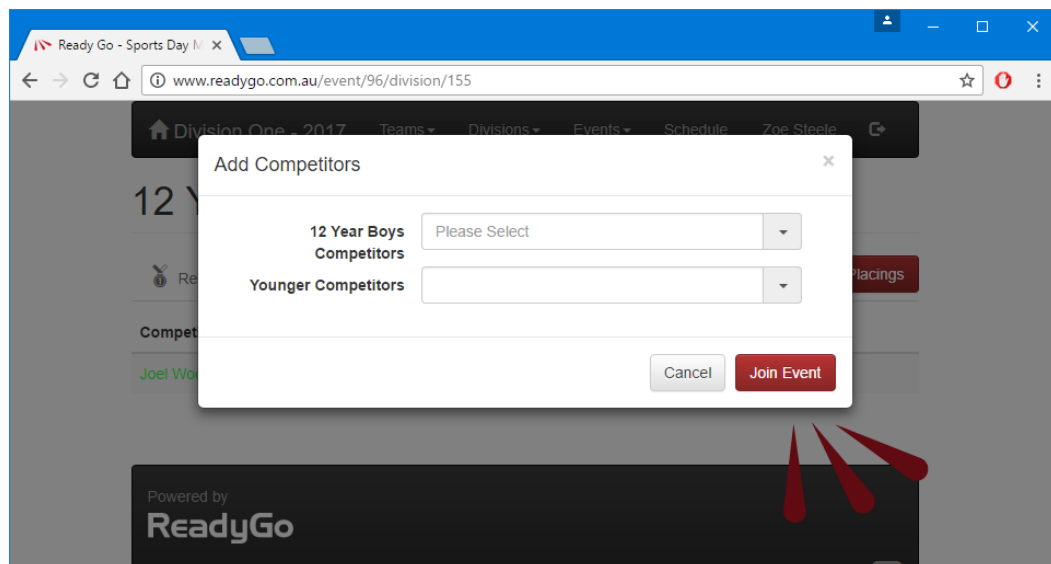 Ready Go - Sports Day M
www.readygo.com.au/event/96/division/155
Division One - 2017 Teams Divisions Events Schedule Zoe Steele
Add Competitors ×
12 Y
12 Year Boys
Competitors
Please Select
Re
Younger Competitors
Placings
Compet
Joel Wo
Cancel Join Event
Powered by
ReadyGo